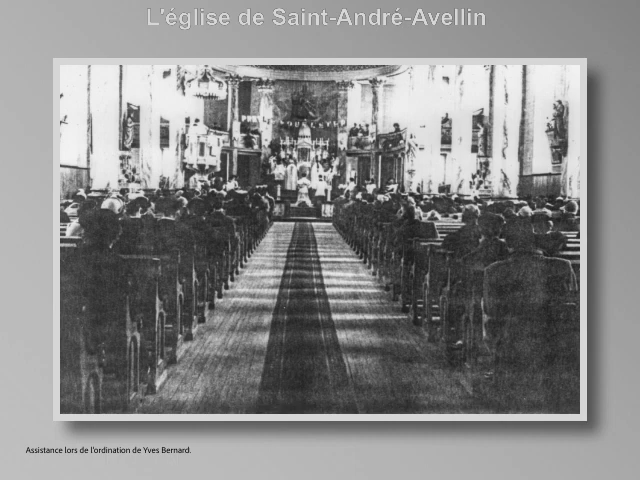 L'église de Saint-André-Avellin
Assistance lors de l'ordination de Yves Bernard.